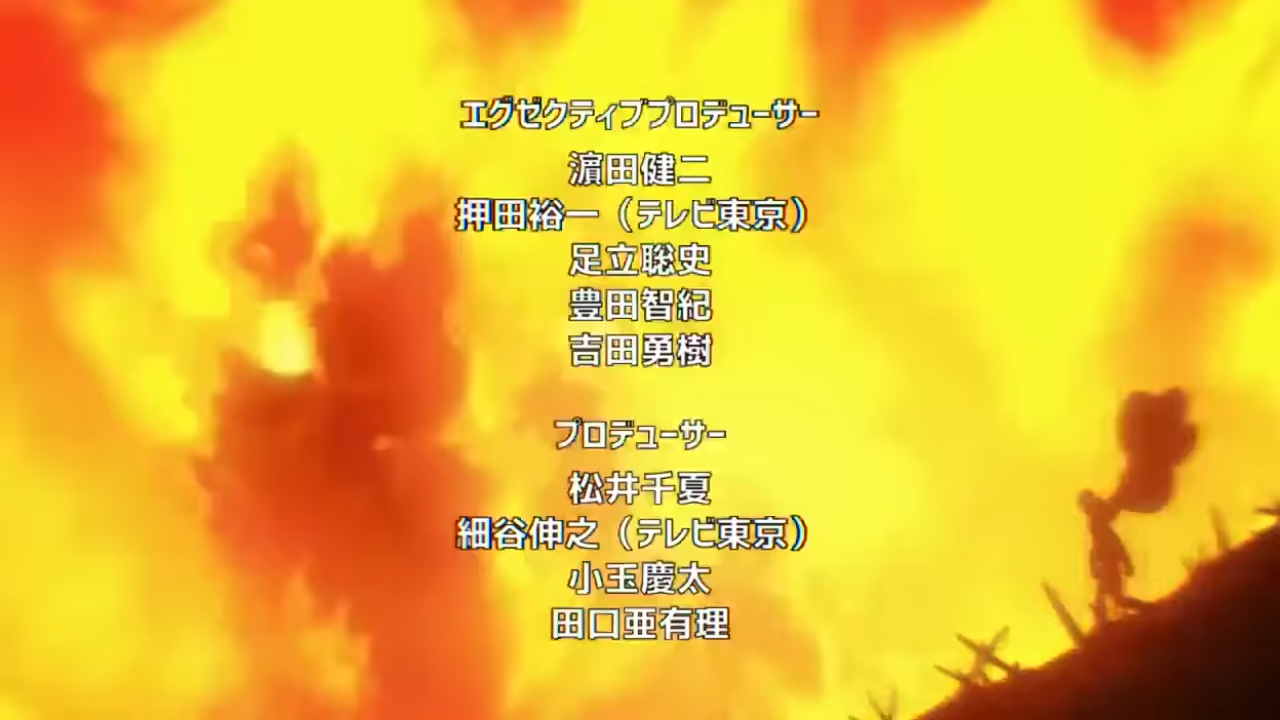 エグゼクティブプロデューサー
濵田健二
押田裕一（テレビ東京）
足立聡史
豊田智紀
吉田勇樹
プロデューサー
松井千夏
細谷伸之（テレビ東京）
小玉慶太
田口亜有理